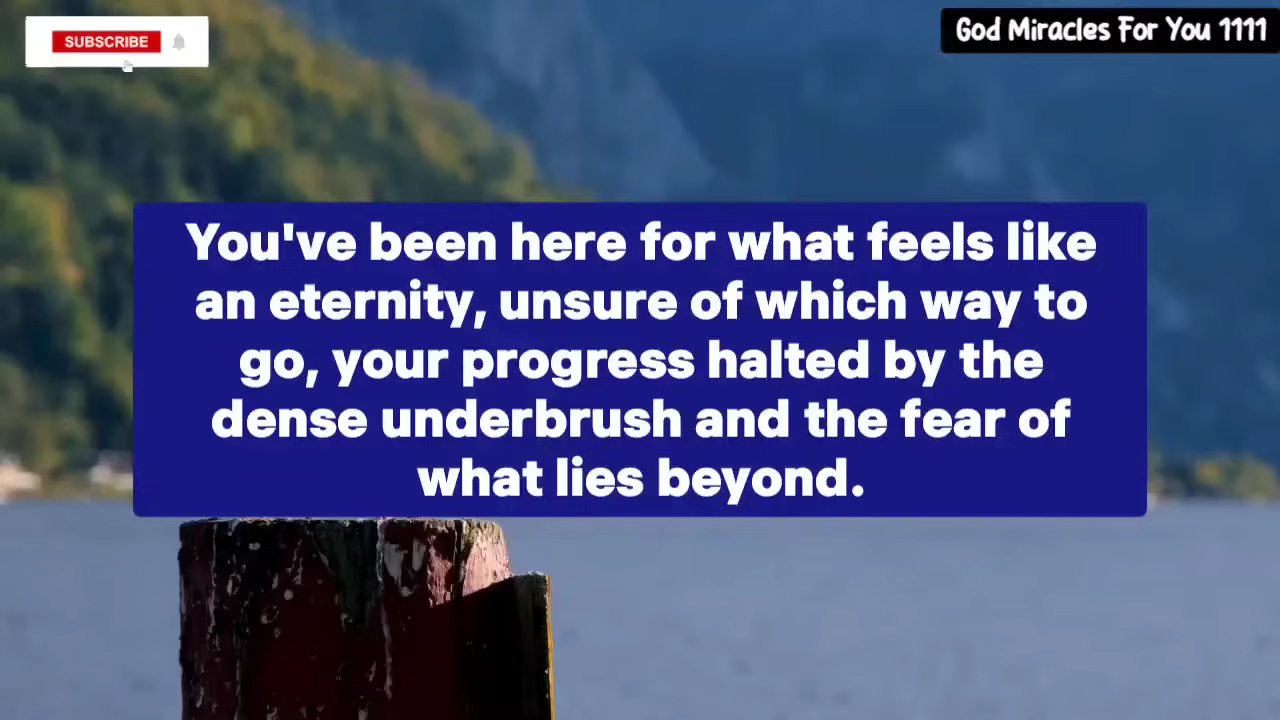 SUBSCRIBE
God Miracles For You 1111
You've been here for what feels like
an eternity, unsure of which way to
go, your progress halted by the
dense underbrush and the fear of
what lies beyond.